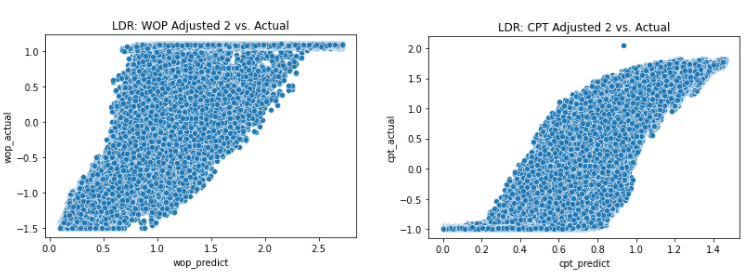 LDR: WOP Adjusted 2 vs. Actual
1.0
0.5
0.0
−0.5
−1.0
−1.5
wop_actual
0.0 0.5 1.0 1.5 2.0 2.5
wop_predict
LDR: CPT Adjusted 2 vs. Actual
2.0
1.5
1.0
0.5
0.0
−0.5
−1.0
cpt_actual
0.0 0.2 0.4 0.6 0.8 1.0 1.2 1.4
cpt_predict